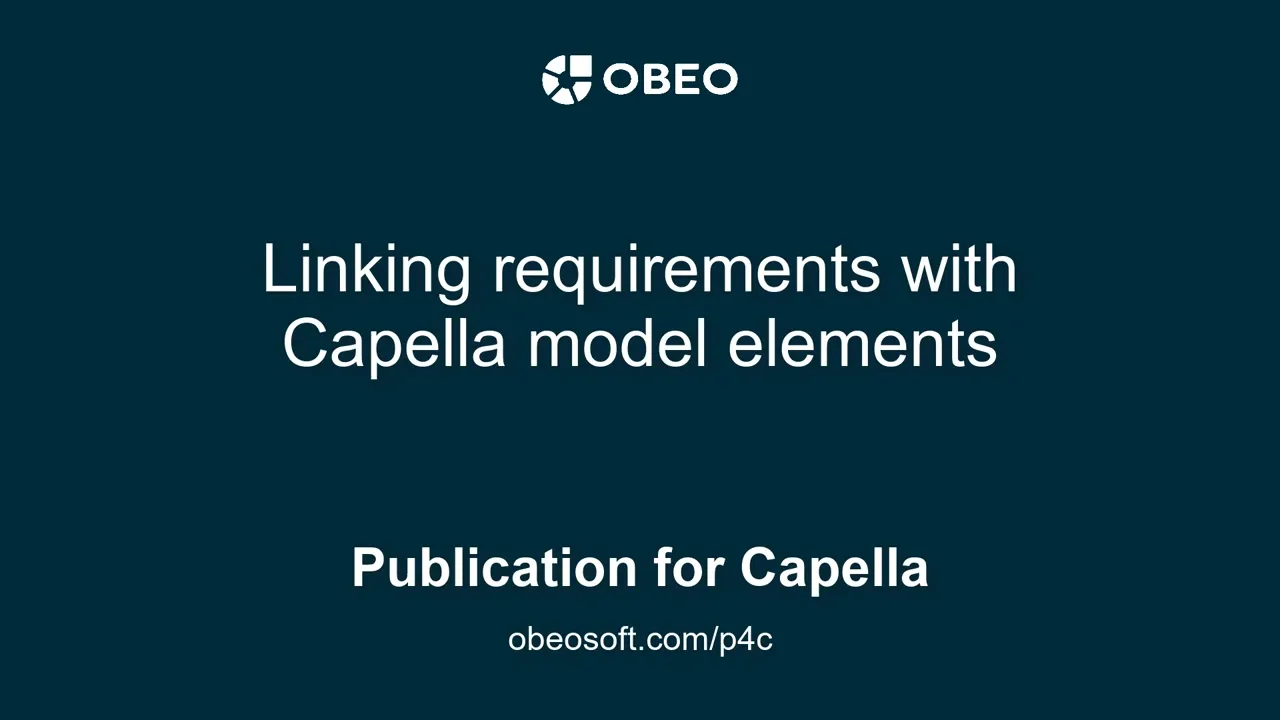 OBEO
Linking requirements with
Capella model elements
Publication for Capella
obeosoft.com/p4c